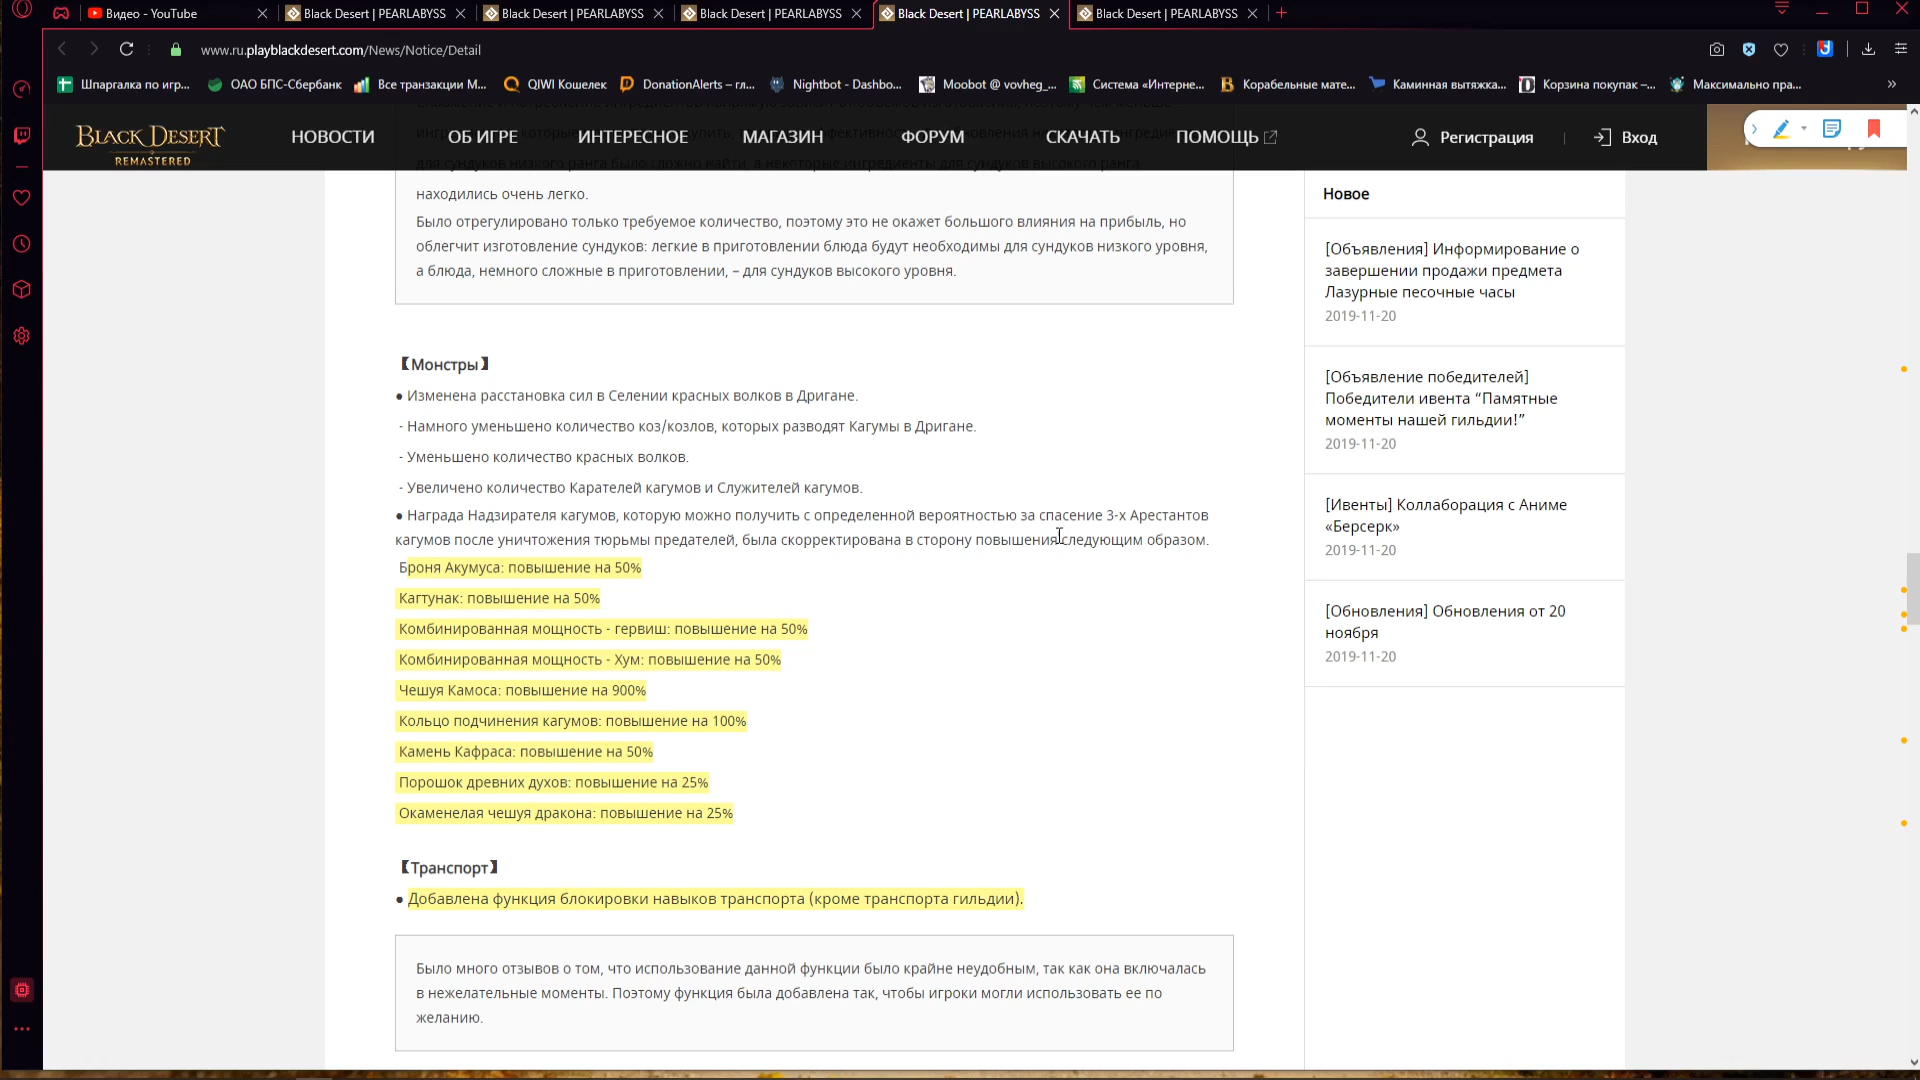 Видео - YouTube
Black Desert | PEARLABYSS
Black Desert | PEARLABYSS
Black Desert | PEARLABYSS
Black Desert | PEARLABYSS
Black Desert | PEARLABYSS
www.ru.playblackdesert.com/News/Notice/Detail
Шпаргалка по игр...
ОАО БПС-Сбербанк
Все транзакции M...
QIWI Кошелек
DonationAlerts – гл...
Nightbot - Dashbo...
Moobot @ vovheg_...
Система «Интерне...
Корабельные мате...
Каминная вытяжка...
Корзина покупак –...
Максимально пра...
BLACK DESERT
REMASTERED
НОВОСТИ
ОБ ИГРЕ
ИНТЕРЕСНОЕ
МАГАЗИН
ФОРУМ
СКАЧАТЬ
ПОМОЩЬ
Регистрация
Вход
для сундуков низкого ранга было сложно найти, а некоторые ингредиенты для сундуков высокого ранга
находились очень легко.
Было отрегулировано только требуемое количество, поэтому это не окажет большого влияния на прибыль, но
облегчит изготовление сундуков: легкие в приготовлении блюда будут необходимы для сундуков низкого уровня,
а блюда, немного сложные в приготовлении, – для сундуков высокого уровня.
【Монстры】
● Изменена расстановка сил в Селении красных волков в Дригане.
- Намного уменьшено количество коз/козлов, которых разводят Кагумы в Дригане.
- Уменьшено количество красных волков.
- Увеличено количество Карателей кагумов и Служителей кагумов.
● Награда Надзирателя кагумов, которую можно получить с определенной вероятностью за спасение 3-х Арестантов
кагумов после уничтожения тюрьмы предателей, была скорректирована в сторону повышения следующим образом.
Броня Акумуса: повышение на 50%
Кагтунак: повышение на 50%
Комбинированная мощность - гервиш: повышение на 50%
Комбинированная мощность - Хум: повышение на 50%
Чешуя Камоса: повышение на 900%
Кольцо подчинения кагумов: повышение на 100%
Камень Кафраса: повышение на 50%
Порошок древних духов: повышение на 25%
Окаменелая чешуя дракона: повышение на 25%
【Транспорт】
● Добавлена функция блокировки навыков транспорта (кроме транспорта гильдии).
Было много отзывов о том, что использование данной функции было крайне неудобным, так как она включалась
в нежелательные моменты. Поэтому функция была добавлена так, чтобы игроки могли использовать ее по
желанию.
Новое
[Объявления] Информирование о
завершении продажи предмета
Лазурные песочные часы
2019-11-20
[Объявление победителей]
Победители ивента “Памятные
моменты нашей гильдии!”
2019-11-20
[Ивенты] Коллаборация с Аниме
«Берсерк»
2019-11-20
[Обновления] Обновления от 20
ноября
2019-11-20